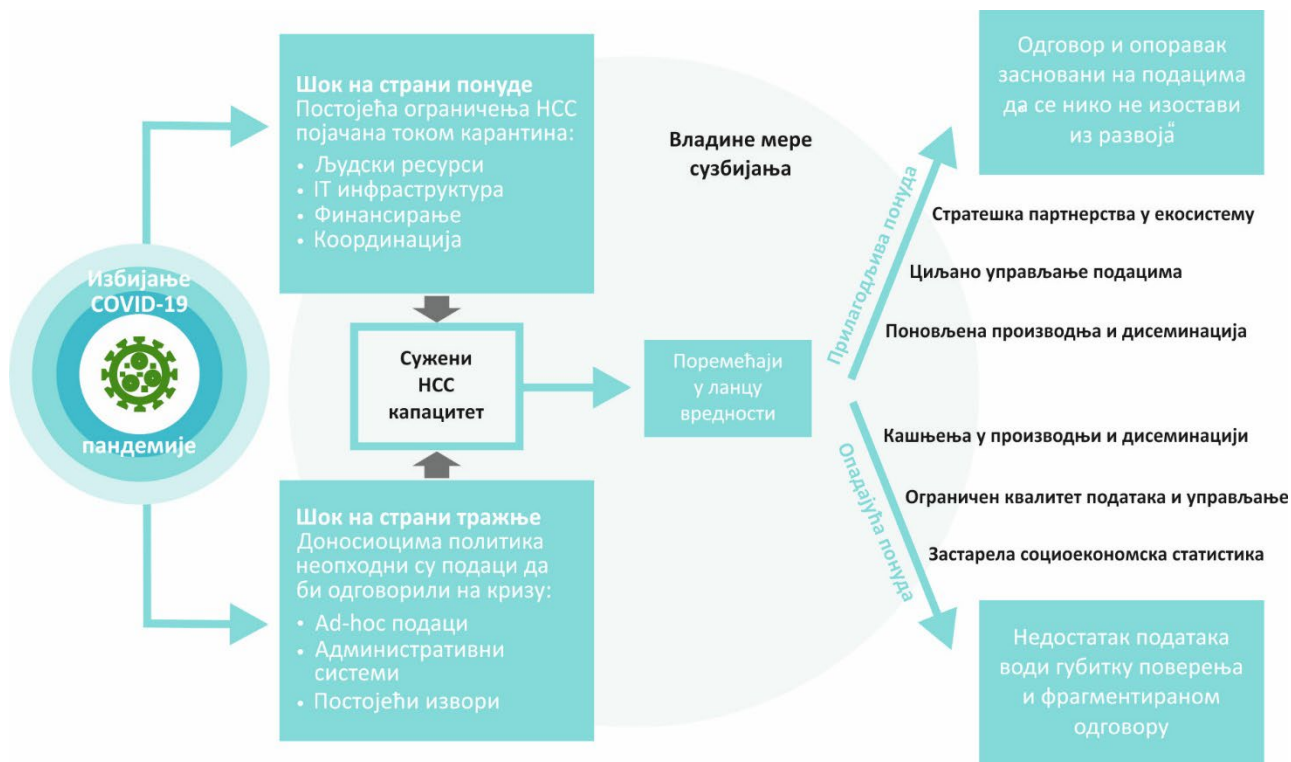 Избијање
COVID-19
пандемије
Шок на страни понуде
Постојећа ограничења НСС
појачана током карантина:
• Људски ресурси
• IT инфраструктура
• Финансирање
• Координација
Сужени
НСС
капацитет
Шок на страни тражње
Доносиоцима политика
неопходни су подаци да
би одговорили на кризу:
• Ad-hoc подаци
• Административни
системи
• Постојећи извори
Владине мере
сузбијања
Поремећаји
у ланцу
вредности
Прилагодљива понуда
Опадајућа понуда
Одговор и опоравак
засновани на подацима
да се нико не изостави
из развоја“
Стратешка партнерства у екосистему
Циљано управљање подацима
Поновљена производња и дисеминација
Кашњења у производњи и дисеминацији
Ограничен квалитет података и управљање
Застарела социоекономска статистика
Недостатак података
води губитку поверења
и фрагментираном
одговору